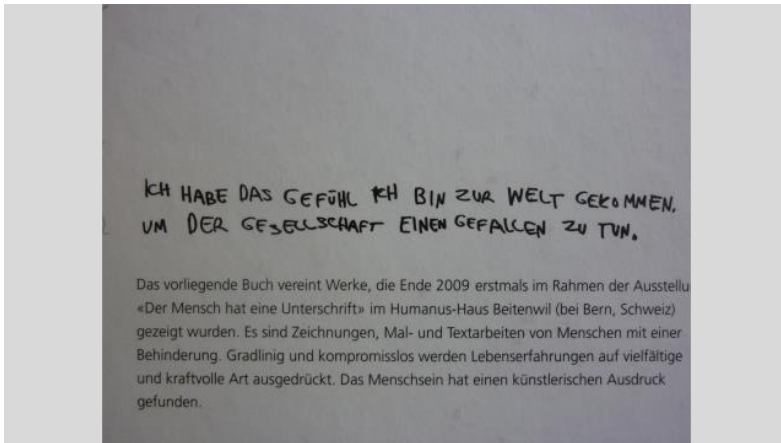 ICH HABE DAS GEFÜHL ICH BIN ZUR WELT GEKOMMEN,
UM DER GESELLSCHAFT EINEN GEFALLEN ZU TUN.
Das vorliegende Buch vereint Werke, die Ende 2009 erstmals im Rahmen der Ausstellu
«Der Mensch hat eine Unterschrift» im Humanus-Haus Beitenwil (bei Bern, Schweiz)
gezeigt wurden. Es sind Zeichnungen, Mal- und Textarbeiten von Menschen mit einer
Behinderung. Gradlinig und kompromisslos werden Lebenserfahrungen auf vielfältige
und kraftvolle Art ausgedrückt. Das Menschsein hat einen künstlerischen Ausdruck
gefunden.